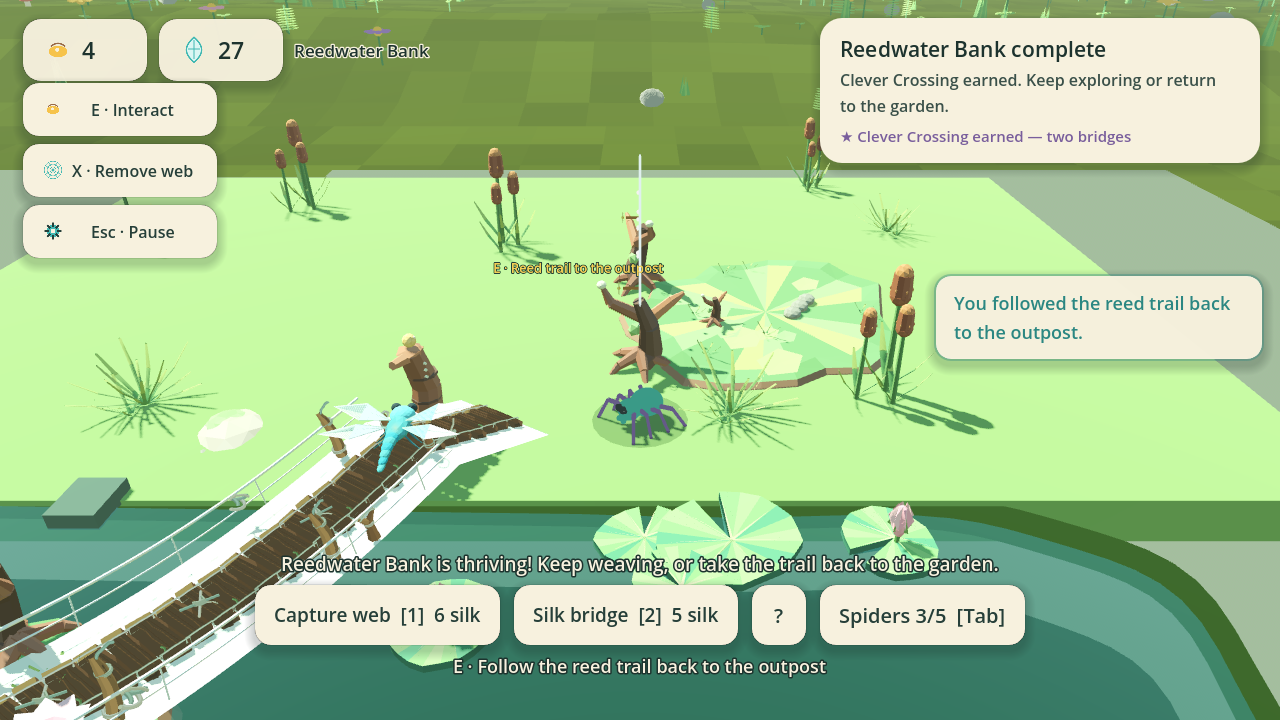 4
27
Reedwater Bank
E · Interact
X · Remove web
Esc · Pause
Reedwater Bank complete
Clever Crossing earned. Keep exploring or return
to the garden.
★ Clever Crossing earned — two bridges
E · Reed trail to the outpost
You followed the reed trail back
to the outpost.
Reedwater Bank is thriving! Keep weaving, or take the trail back to the garden.
Capture web [1] 6 silk
Silk bridge [2] 5 silk
?
Spiders 3/5 [Tab]
E · Follow the reed trail back to the outpost